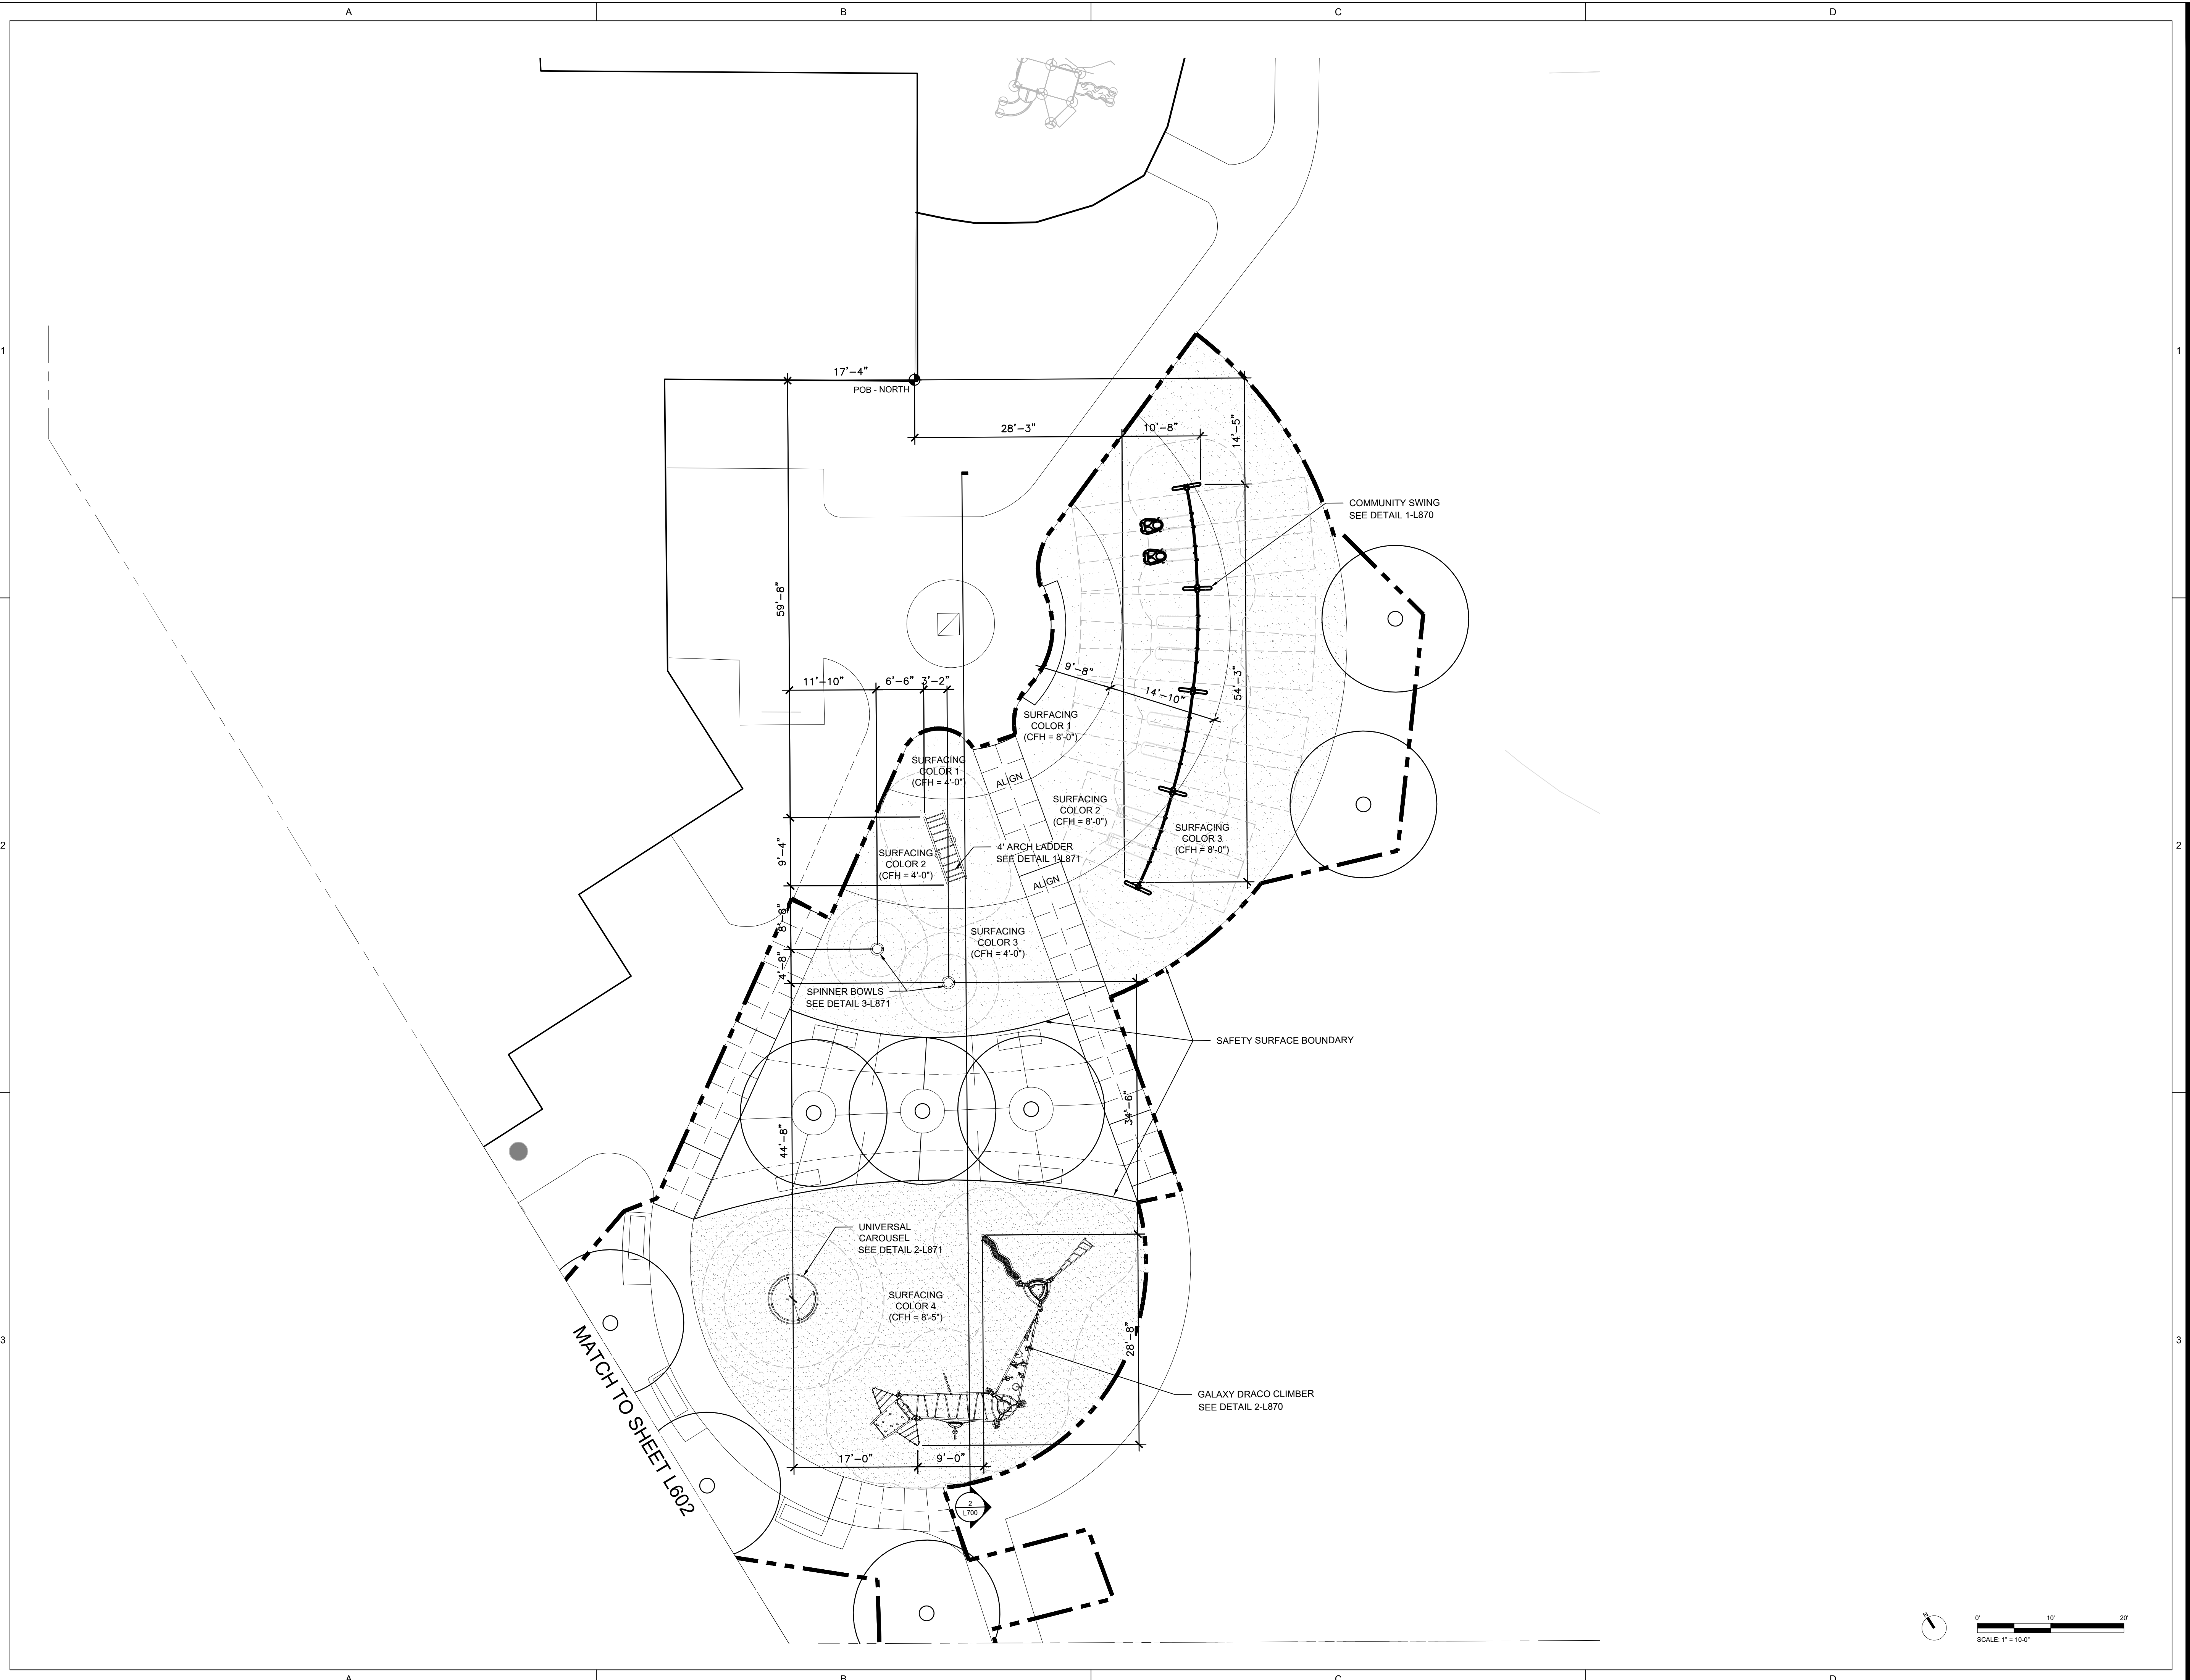 A
B
C
D
1
1
17'-4"
POB - NORTH
28'-3"
10'-8"
14'-5"
COMMUNITY SWING
SEE DETAIL 1-L870
59'-8"
9'-8"
14'-10"
54'-3"
11'-10"
6'-6"
3'-2"
SURFACING
COLOR 1
(CFH = 8'-0")
SURFACING
COLOR 1
(CFH = 4'-0")
ALIGN
SURFACING
COLOR 2
(CFH = 8'-0")
SURFACING
COLOR 3
(CFH = 8'-0")
2
2
9'-4"
SURFACING
COLOR 2
(CFH = 4'-0")
4' ARCH LADDER
SEE DETAIL 1-L871
ALIGN
8'-8"
SURFACING
COLOR 3
(CFH = 4'-0")
4'-8"
SPINNER BOWLS
SEE DETAIL 3-L871
SAFETY SURFACE BOUNDARY
34'-6"
44'-8"
UNIVERSAL
CAROUSEL
SEE DETAIL 2-L871
SURFACING
COLOR 4
(CFH = 8'-5")
3
3
28'-8"
MATCH TO SHEET L602
GALAXY DRACO CLIMBER
SEE DETAIL 2-L870
17'-0"
9'-0"
2
L700
N
0'
10'
20'
SCALE: 1" = 10-0"
A
B
C
D